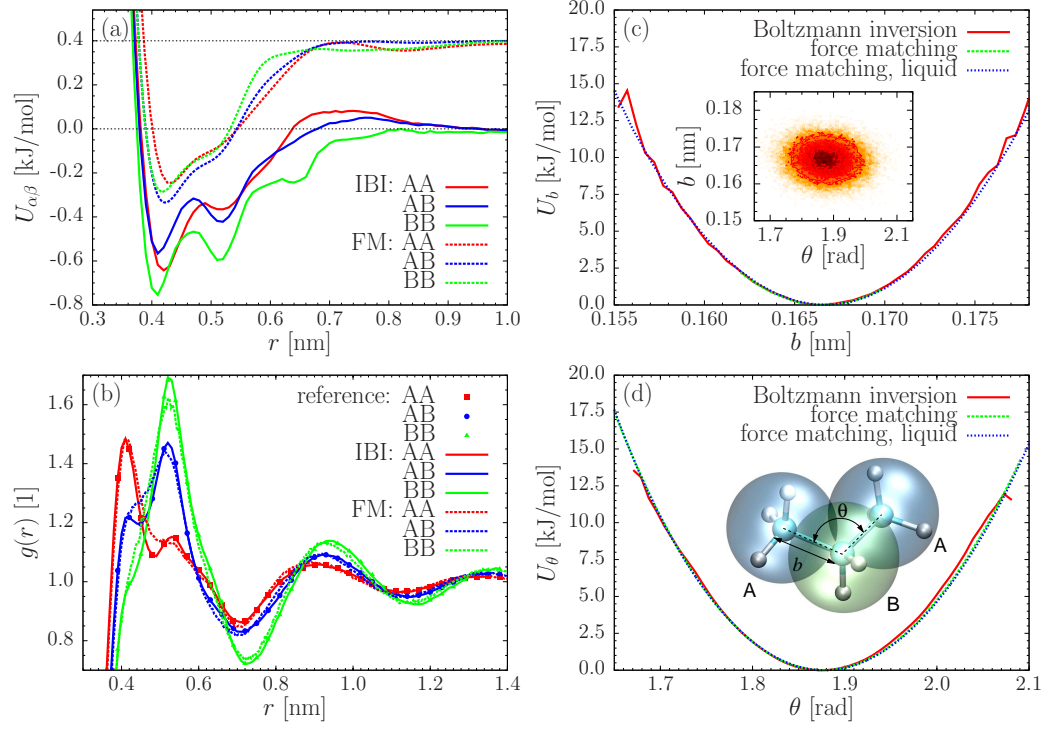 (a)
0.4
0.2
0.0
-0.2
-0.4
-0.6
-0.8
U_αβ [kJ/mol]
IBI: AA
AB
BB
FM: AA
AB
BB
0.3 0.4 0.5 0.6 0.7 0.8 0.9 1.0
r [nm]
(c)
20.0
17.5
15.0
12.5
10.0
7.5
5.0
2.5
0.0
U_b [kJ/mol]
Boltzmann inversion
force matching
force matching, liquid
0.18
0.17
0.16
0.15
b [nm]
1.7 1.9 2.1
θ [rad]
0.155 0.160 0.165 0.170 0.175
b [nm]
(b)
1.6
1.4
1.2
1.0
0.8
g(r) [1]
reference: AA
AB
BB
IBI: AA
AB
BB
FM: AA
AB
BB
0.4 0.6 0.8 1.0 1.2 1.4
r [nm]
(d)
20.0
17.5
15.0
12.5
10.0
7.5
5.0
2.5
0.0
U_θ [kJ/mol]
Boltzmann inversion
force matching
force matching, liquid
θ
b
A
A
B
1.7 1.8 1.9 2.0 2.1
θ [rad]